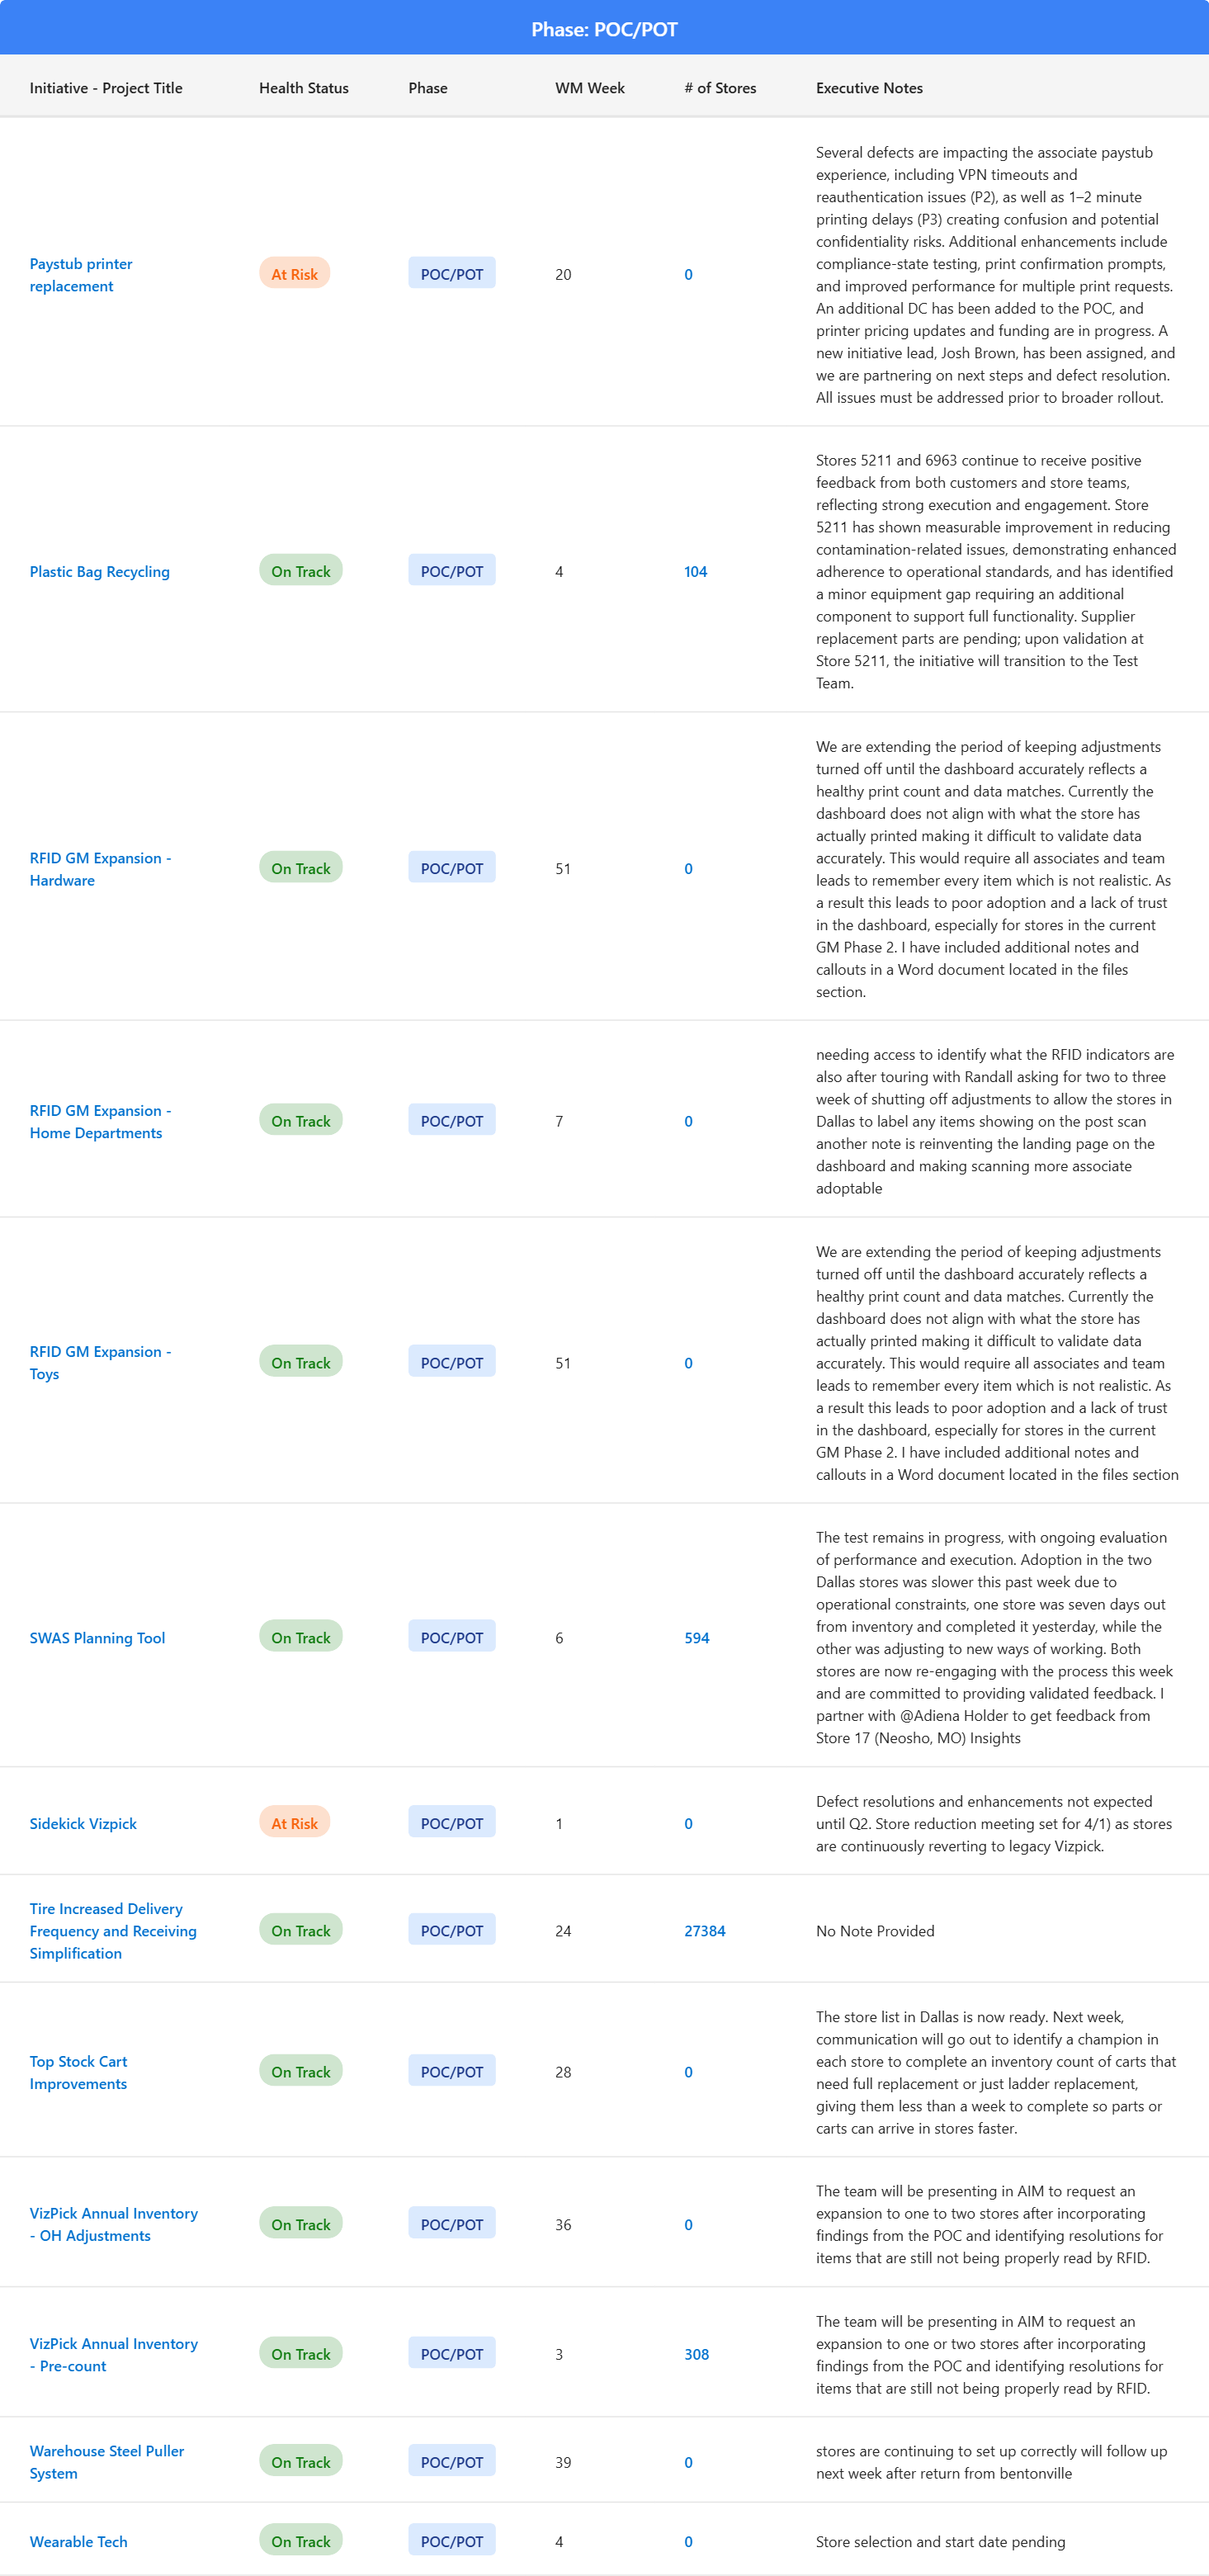 Phase: POC/POT
Initiative - Project Title Health Status Phase WM Week # of Stores Executive Notes
Paystub printer
replacement
At Risk
POC/POT
20
0
Several defects are impacting the associate paystub
experience, including VPN timeouts and
reauthentication issues (P2), as well as 1–2 minute
printing delays (P3) creating confusion and potential
confidentiality risks. Additional enhancements include
compliance-state testing, print confirmation prompts,
and improved performance for multiple print requests.
An additional DC has been added to the POC, and
printer pricing updates and funding are in progress. A
new initiative lead, Josh Brown, has been assigned, and
we are partnering on next steps and defect resolution.
All issues must be addressed prior to broader rollout.
Plastic Bag Recycling
On Track
POC/POT
4
104
Stores 5211 and 6963 continue to receive positive
feedback from both customers and store teams,
reflecting strong execution and engagement. Store
5211 has shown measurable improvement in reducing
contamination-related issues, demonstrating enhanced
adherence to operational standards, and has identified
a minor equipment gap requiring an additional
component to support full functionality. Supplier
replacement parts are pending; upon validation at
Store 5211, the initiative will transition to the Test
Team.
RFID GM Expansion -
Hardware
On Track
POC/POT
51
0
We are extending the period of keeping adjustments
turned off until the dashboard accurately reflects a
healthy print count and data matches. Currently the
dashboard does not align with what the store has
actually printed making it difficult to validate data
accurately. This would require all associates and team
leads to remember every item which is not realistic. As
a result this leads to poor adoption and a lack of trust
in the dashboard, especially for stores in the current
GM Phase 2. I have included additional notes and
callouts in a Word document located in the files
section.
RFID GM Expansion -
Home Departments
On Track
POC/POT
7
0
needing access to identify what the RFID indicators are
also after touring with Randall asking for two to three
week of shutting off adjustments to allow the stores in
Dallas to label any items showing on the post scan
another note is reinventing the landing page on the
dashboard and making scanning more associate
adoptable
RFID GM Expansion -
Toys
On Track
POC/POT
51
0
We are extending the period of keeping adjustments
turned off until the dashboard accurately reflects a
healthy print count and data matches. Currently the
dashboard does not align with what the store has
actually printed making it difficult to validate data
accurately. This would require all associates and team
leads to remember every item which is not realistic. As
a result this leads to poor adoption and a lack of trust
in the dashboard, especially for stores in the current
GM Phase 2. I have included additional notes and
callouts in a Word document located in the files section
SWAS Planning Tool
On Track
POC/POT
6
594
The test remains in progress, with ongoing evaluation
of performance and execution. Adoption in the two
Dallas stores was slower this past week due to
operational constraints, one store was seven days out
from inventory and completed it yesterday, while the
other was adjusting to new ways of working. Both
stores are now re-engaging with the process this week
and are committed to providing validated feedback. I
partner with @Adiena Holder to get feedback from
Store 17 (Neosho, MO) Insights
Sidekick Vizpick
At Risk
POC/POT
1
0
Defect resolutions and enhancements not expected
until Q2. Store reduction meeting set for 4/1) as stores
are continuously reverting to legacy Vizpick.
Tire Increased Delivery
Frequency and Receiving
Simplification
On Track
POC/POT
24
27384
No Note Provided
Top Stock Cart
Improvements
On Track
POC/POT
28
0
The store list in Dallas is now ready. Next week,
communication will go out to identify a champion in
each store to complete an inventory count of carts that
need full replacement or just ladder replacement,
giving them less than a week to complete so parts or
carts can arrive in stores faster.
VizPick Annual Inventory
- OH Adjustments
On Track
POC/POT
36
0
The team will be presenting in AIM to request an
expansion to one to two stores after incorporating
findings from the POC and identifying resolutions for
items that are still not being properly read by RFID.
VizPick Annual Inventory
- Pre-count
On Track
POC/POT
3
308
The team will be presenting in AIM to request an
expansion to one or two stores after incorporating
findings from the POC and identifying resolutions for
items that are still not being properly read by RFID.
Warehouse Steel Puller
System
On Track
POC/POT
39
0
stores are continuing to set up correctly will follow up
next week after return from bentonville
Wearable Tech
On Track
POC/POT
4
0
Store selection and start date pending